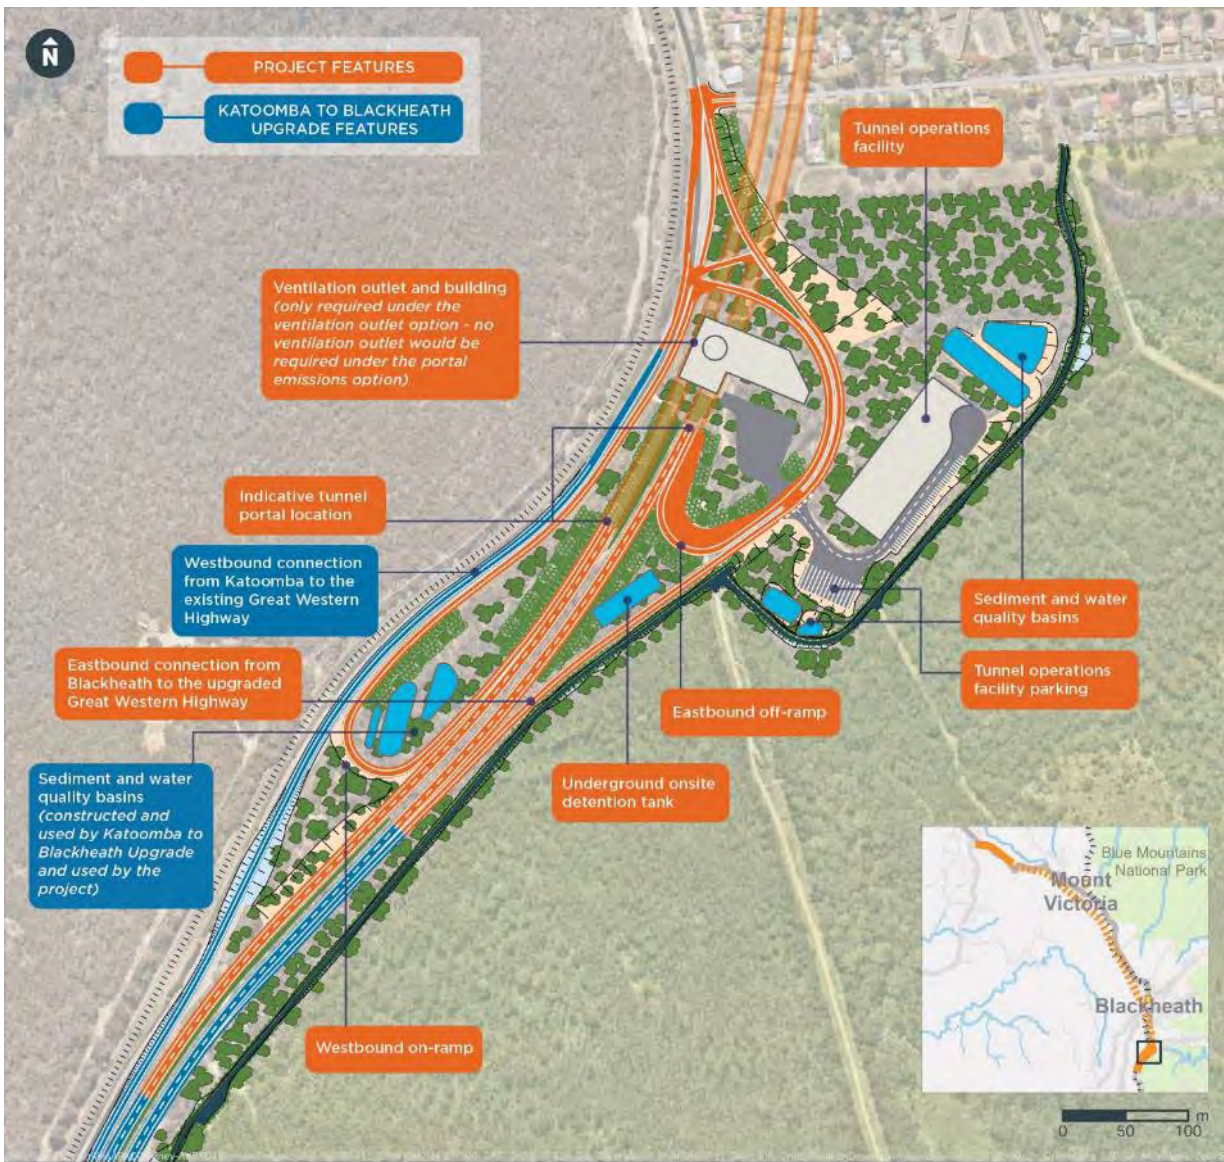 N
PROJECT FEATURES
KATOOMBA TO BLACKHEATH
UPGRADE FEATURES
Tunnel operations
facility
Ventilation outlet and building
(only required under the
ventilation outlet option - no
ventilation outlet would be
required under the portal
emissions option)
Indicative tunnel
portal location
Westbound connection
from Katoomba to the
existing Great Western
Highway
Eastbound connection from
Blackheath to the upgraded
Great Western Highway
Sediment and water
quality basins
(constructed and
used by Katoomba to
Blackheath Upgrade
and used by the
project)
Sediment and water
quality basins
Tunnel operations
facility parking
Eastbound off-ramp
Underground onsite
detention tank
Westbound on-ramp
Blue Mountains
National Park
Mount
Victoria
Blackheath
m
0 50 100